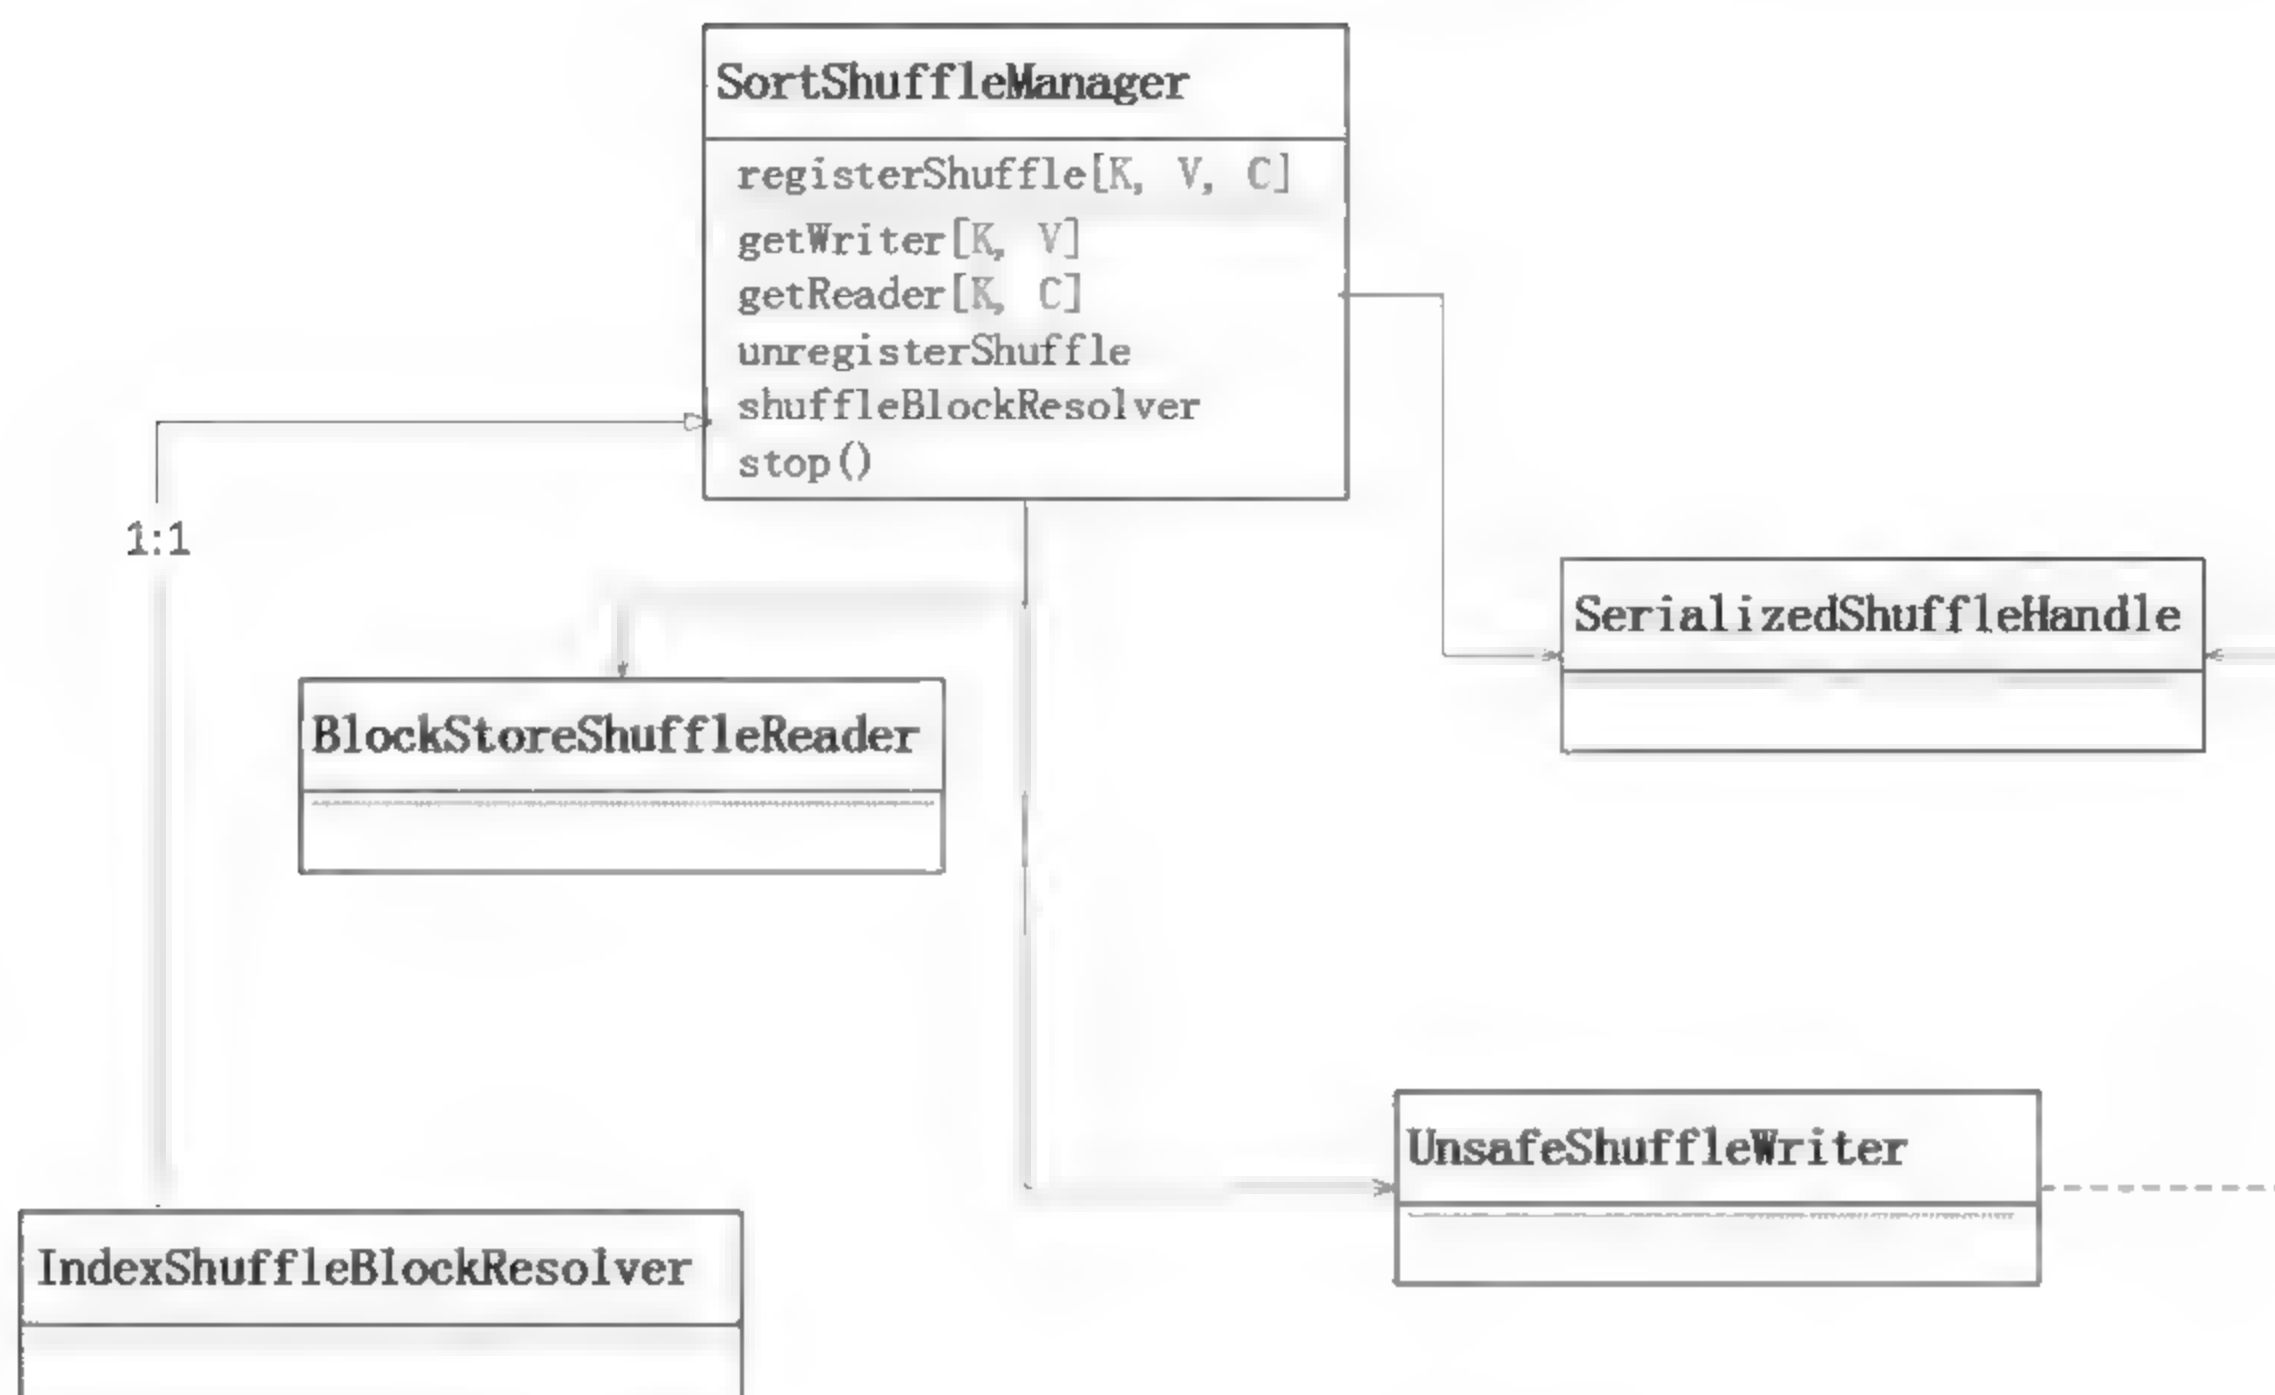 SortShuffleManager
registerShuffle[K, V, C]
getWriter[K, V]
getReader[K, C]
unregisterShuffle
shuffleBlockResolver
stop()
1:1
SerializedShuffleHandle
BlockStoreShuffleReader
UnsafeShuffleWriter
IndexShuffleBlockResolver